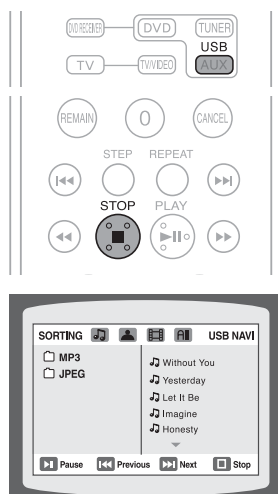 DVD RECEIVER DVD TUNER
USB
TV TV/VIDEO AUX
REMAIN 0 CANCEL
STEP REPEAT
STOP PLAY
SORTING All USB NAVI
MP3
JPEG
Without You
Yesterday
Let It Be
Imagine
Honesty
Pause Previous Next Stop